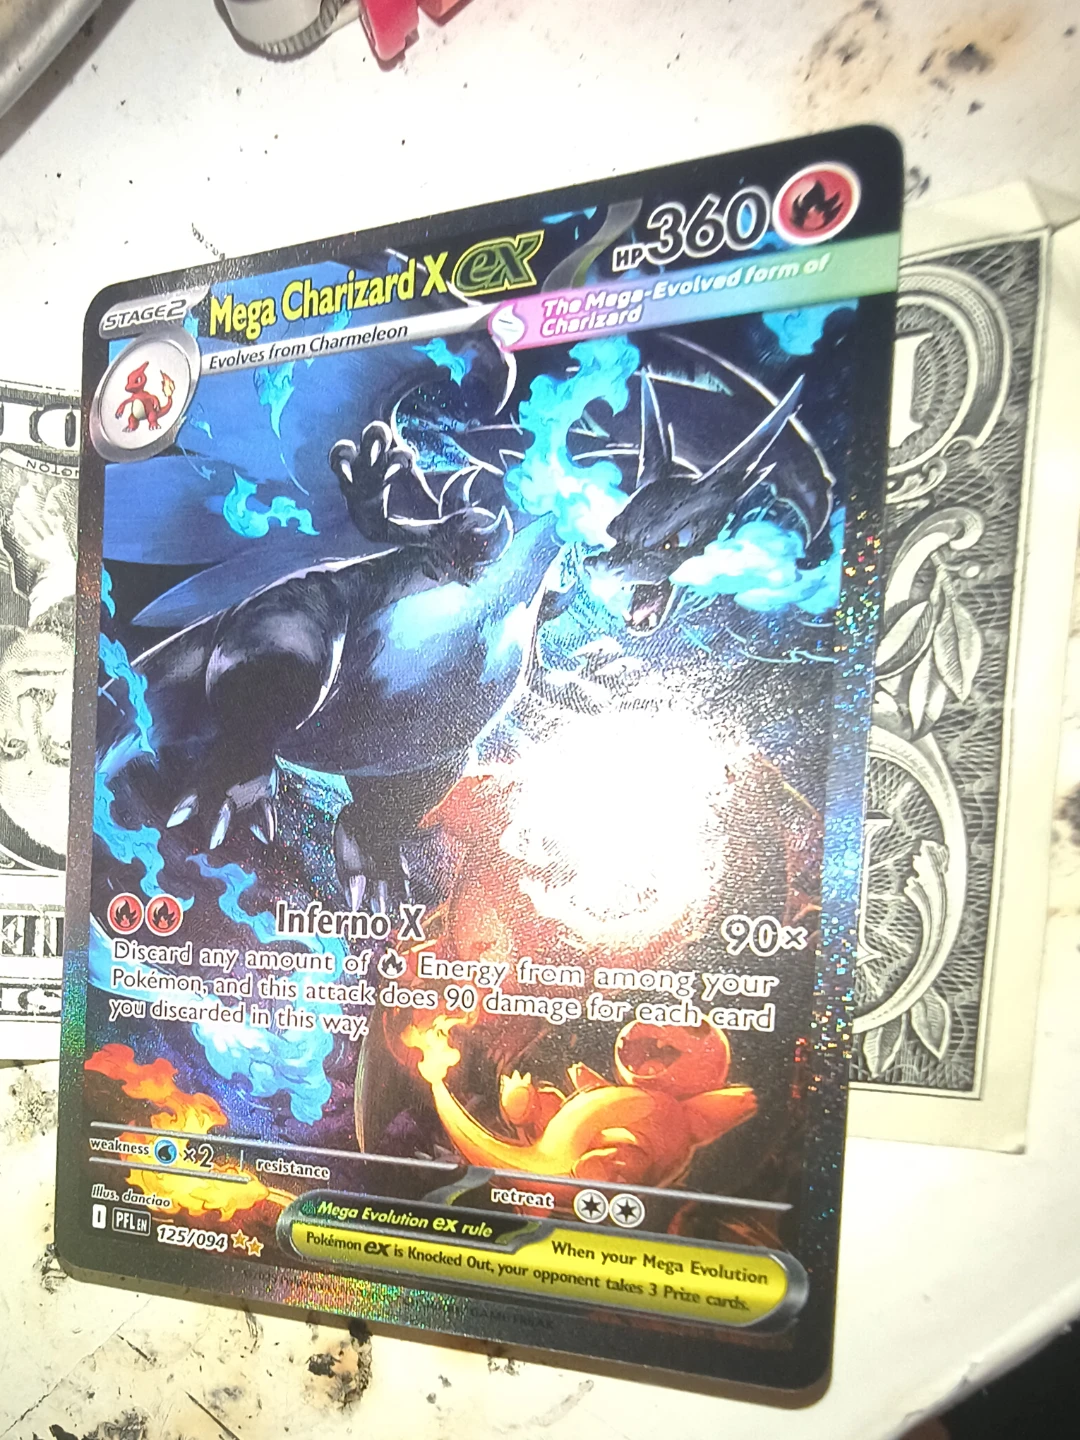 STAGE2
Mega Charizard X ex
HP 360
Evolves from Charmeleon
The Mega-Evolved form of
Charizard
Inferno X 90×
Discard any amount of Energy from among your
Pokémon, and this attack does 90 damage for each card
you discarded in this way.
weakness ×2 resistance
retreat
Illus. danciao
I PFL EN 125/094
Mega Evolution ex rule
When your Mega Evolution
Pokémon ex is Knocked Out, your opponent takes 3 Prize cards.